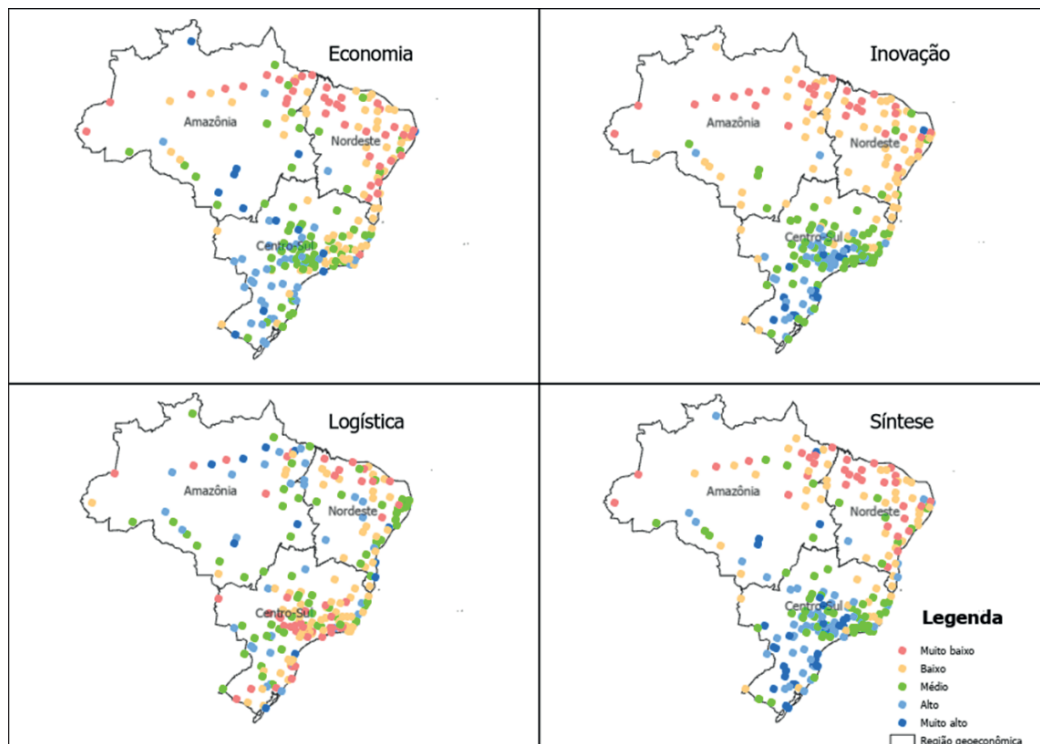 Economia
Amazônia
Nordeste
Centro-Sul
Inovação
Amazônia
Nordeste
Centro-Sul
Logística
Amazônia
Nordeste
Centro-Sul
Síntese
Amazônia
Nordeste
Centro-Sul
Legenda
Muito baixo
Baixo
Médio
Alto
Muito alto
Região geoeconômica